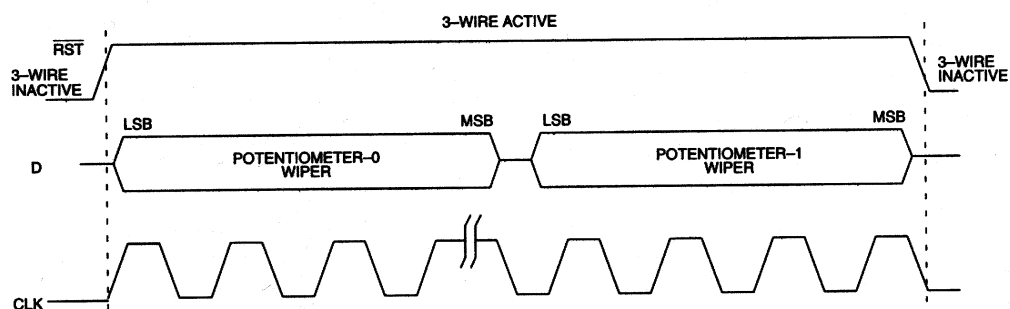 3–WIRE ACTIVE
RST
3–WIRE
INACTIVE
3–WIRE
INACTIVE
LSB
MSB
LSB
MSB
D
POTENTIOMETER–0
WIPER
POTENTIOMETER–1
WIPER
CLK